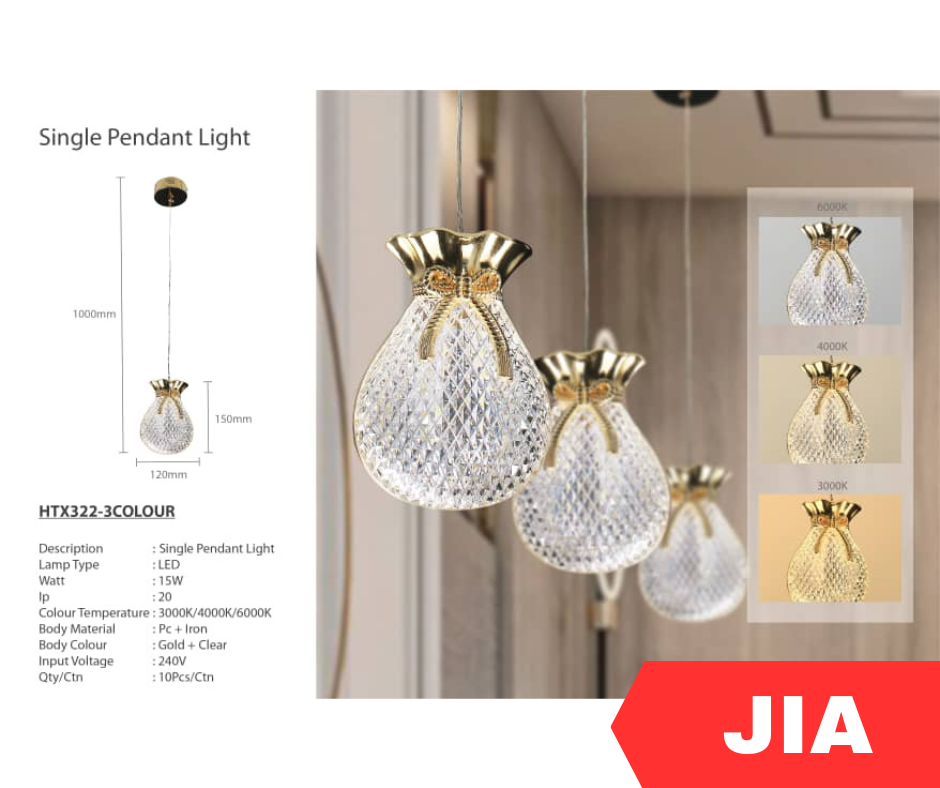 Single Pendant Light
1000mm
150mm
120mm
HTX322-3COLOUR
Description : Single Pendant Light
Lamp Type : LED
Watt : 15W
Ip : 20
Colour Temperature : 3000K/4000K/6000K
Body Material : Pc + Iron
Body Colour : Gold + Clear
Input Voltage : 240V
Qty/Ctn : 10Pcs/Ctn
6000K
4000K
3000K
JIA